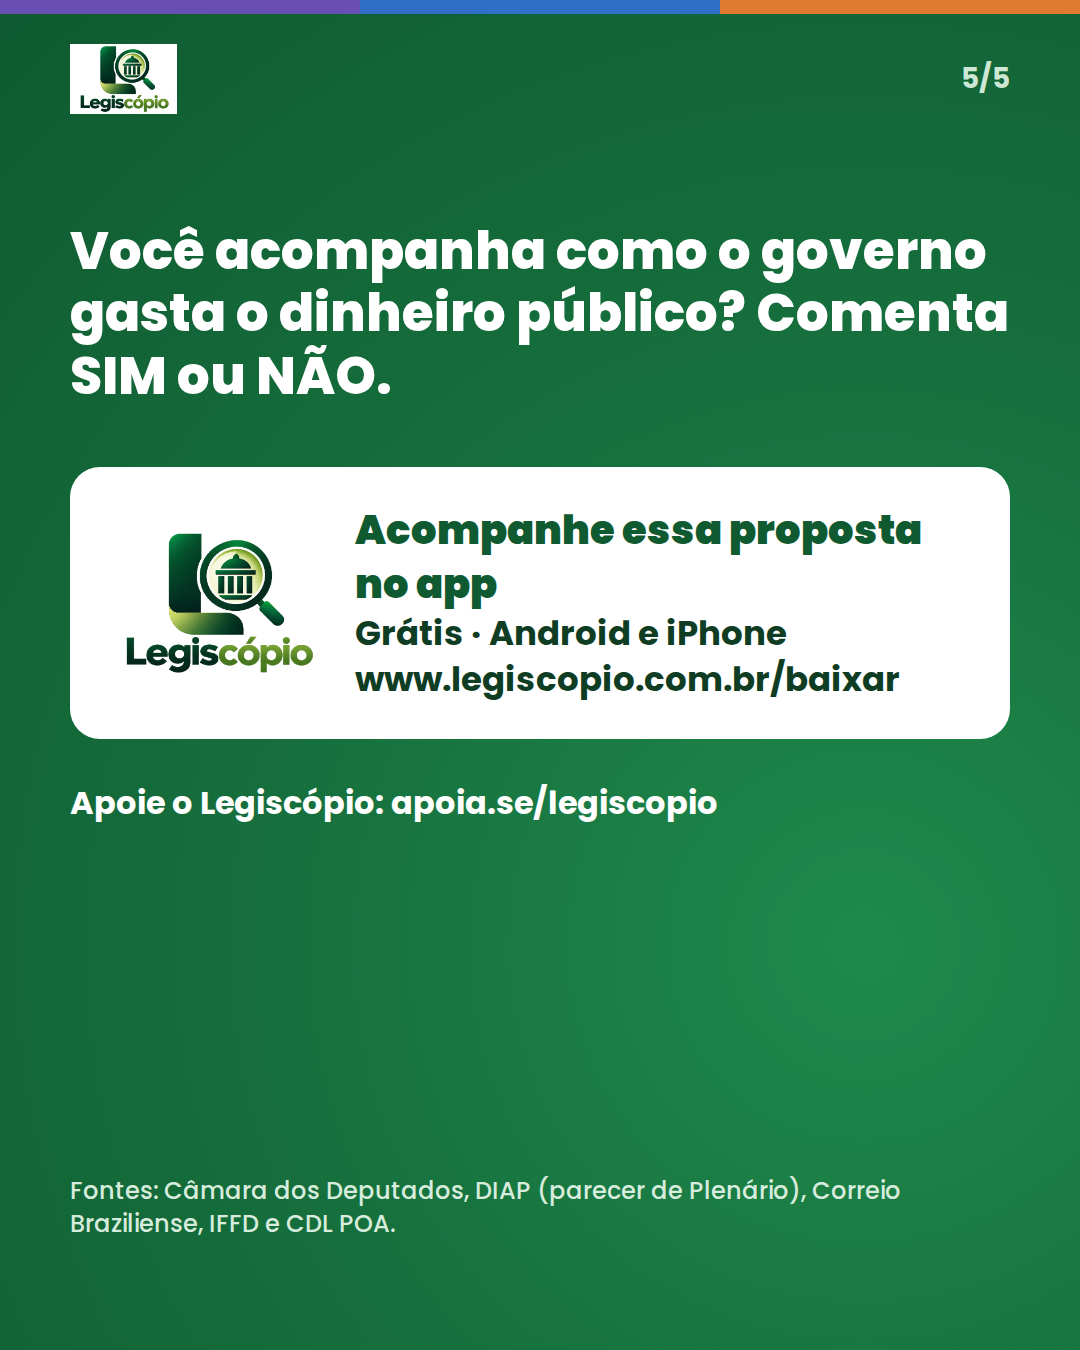 Legiscópio
5/5
Você acompanha como o governo
gasta o dinheiro público? Comenta
SIM ou NÃO.
Acompanhe essa proposta
no app
Grátis • Android e iPhone
www.legiscopio.com.br/baixar
Legiscópio
Apoie o Legiscópio: apoia.se/legiscopio
Fontes: Câmara dos Deputados, DIAP (parecer de Plenário), Correio
Braziliense, IFFD e CDL POA.